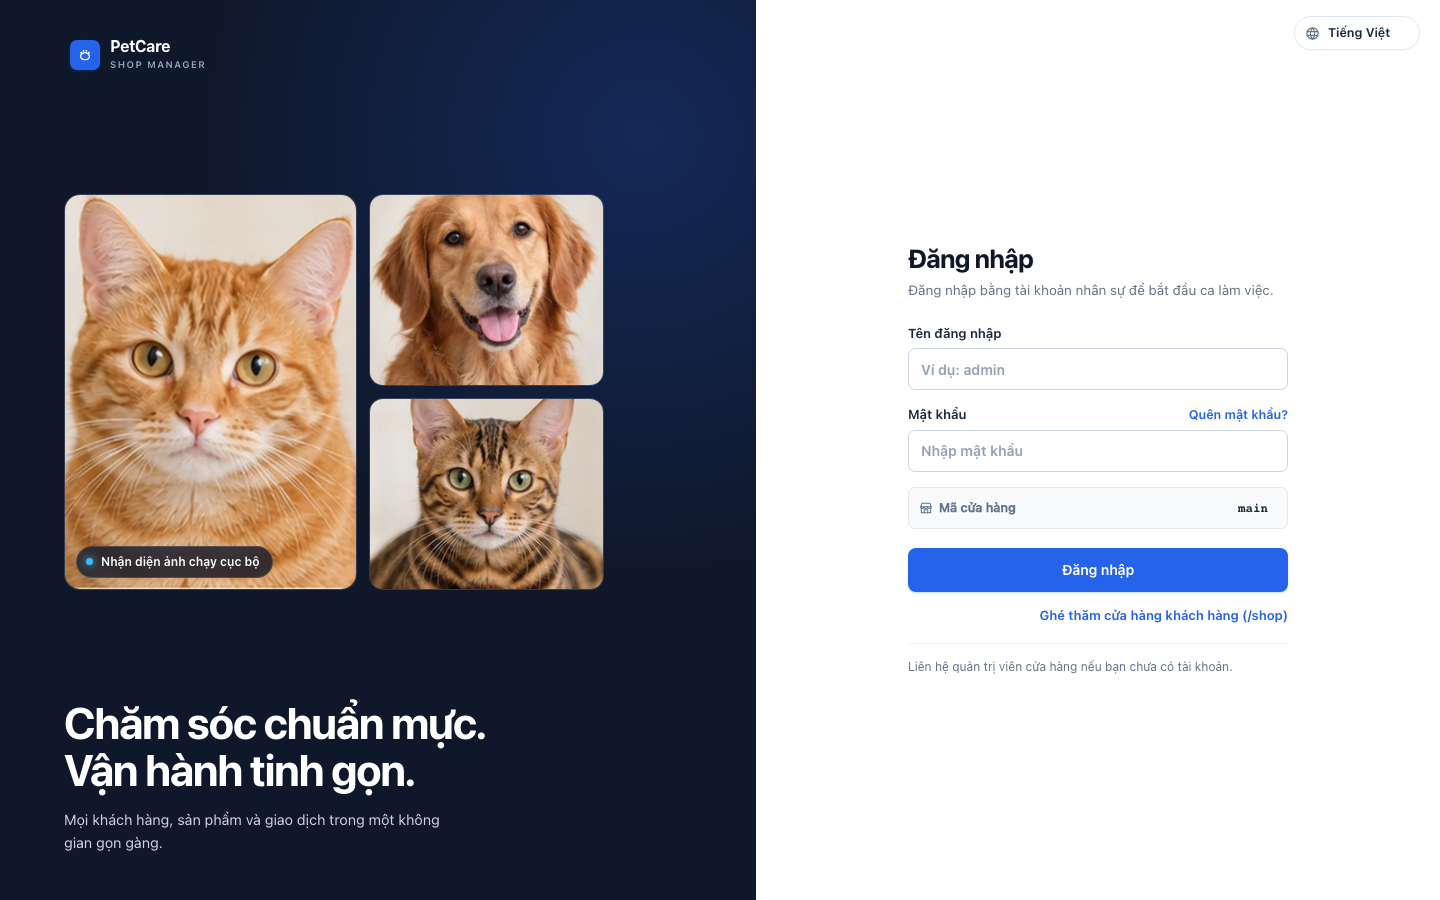 PetCare
SHOP MANAGER
Nhận diện ảnh chạy cục bộ
Chăm sóc chuẩn mực.
Vận hành tinh gọn.
Mọi khách hàng, sản phẩm và giao dịch trong một không
gian gọn gàng.
Tiếng Việt
Đăng nhập
Đăng nhập bằng tài khoản nhân sự để bắt đầu ca làm việc.
Tên đăng nhập
Ví dụ: admin
Mật khẩu
Quên mật khẩu?
Nhập mật khẩu
Mã cửa hàng
main
Đăng nhập
Ghé thăm cửa hàng khách hàng (/shop)
Liên hệ quản trị viên cửa hàng nếu bạn chưa có tài khoản.